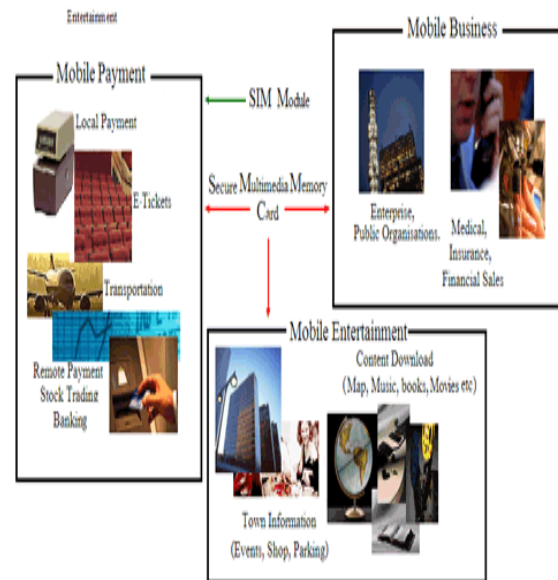 Entertainment
Mobile Payment
Local Payment
E-Tickets
Transportation
Remote Payment
Stock Trading
Banking
SIM Module
Secure Multimedia Memory
Card
Mobile Business
Enterprise,
Public Organisations.
Medical,
Insurance,
Financial Sales
Mobile Entertainment
Content Download
(Map, Music, books, Movies etc)
Town Information
(Events, Shop, Parking)